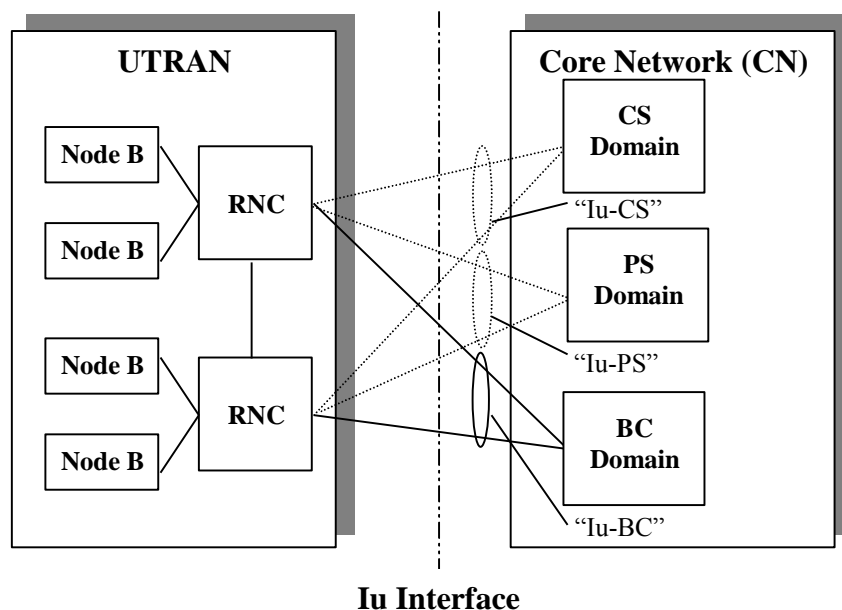 UTRAN
Node B
Node B
RNC
Node B
Node B
RNC
Core Network (CN)
CS
Domain
“Iu-CS”
PS
Domain
“Iu-PS”
BC
Domain
“Iu-BC”
Iu Interface